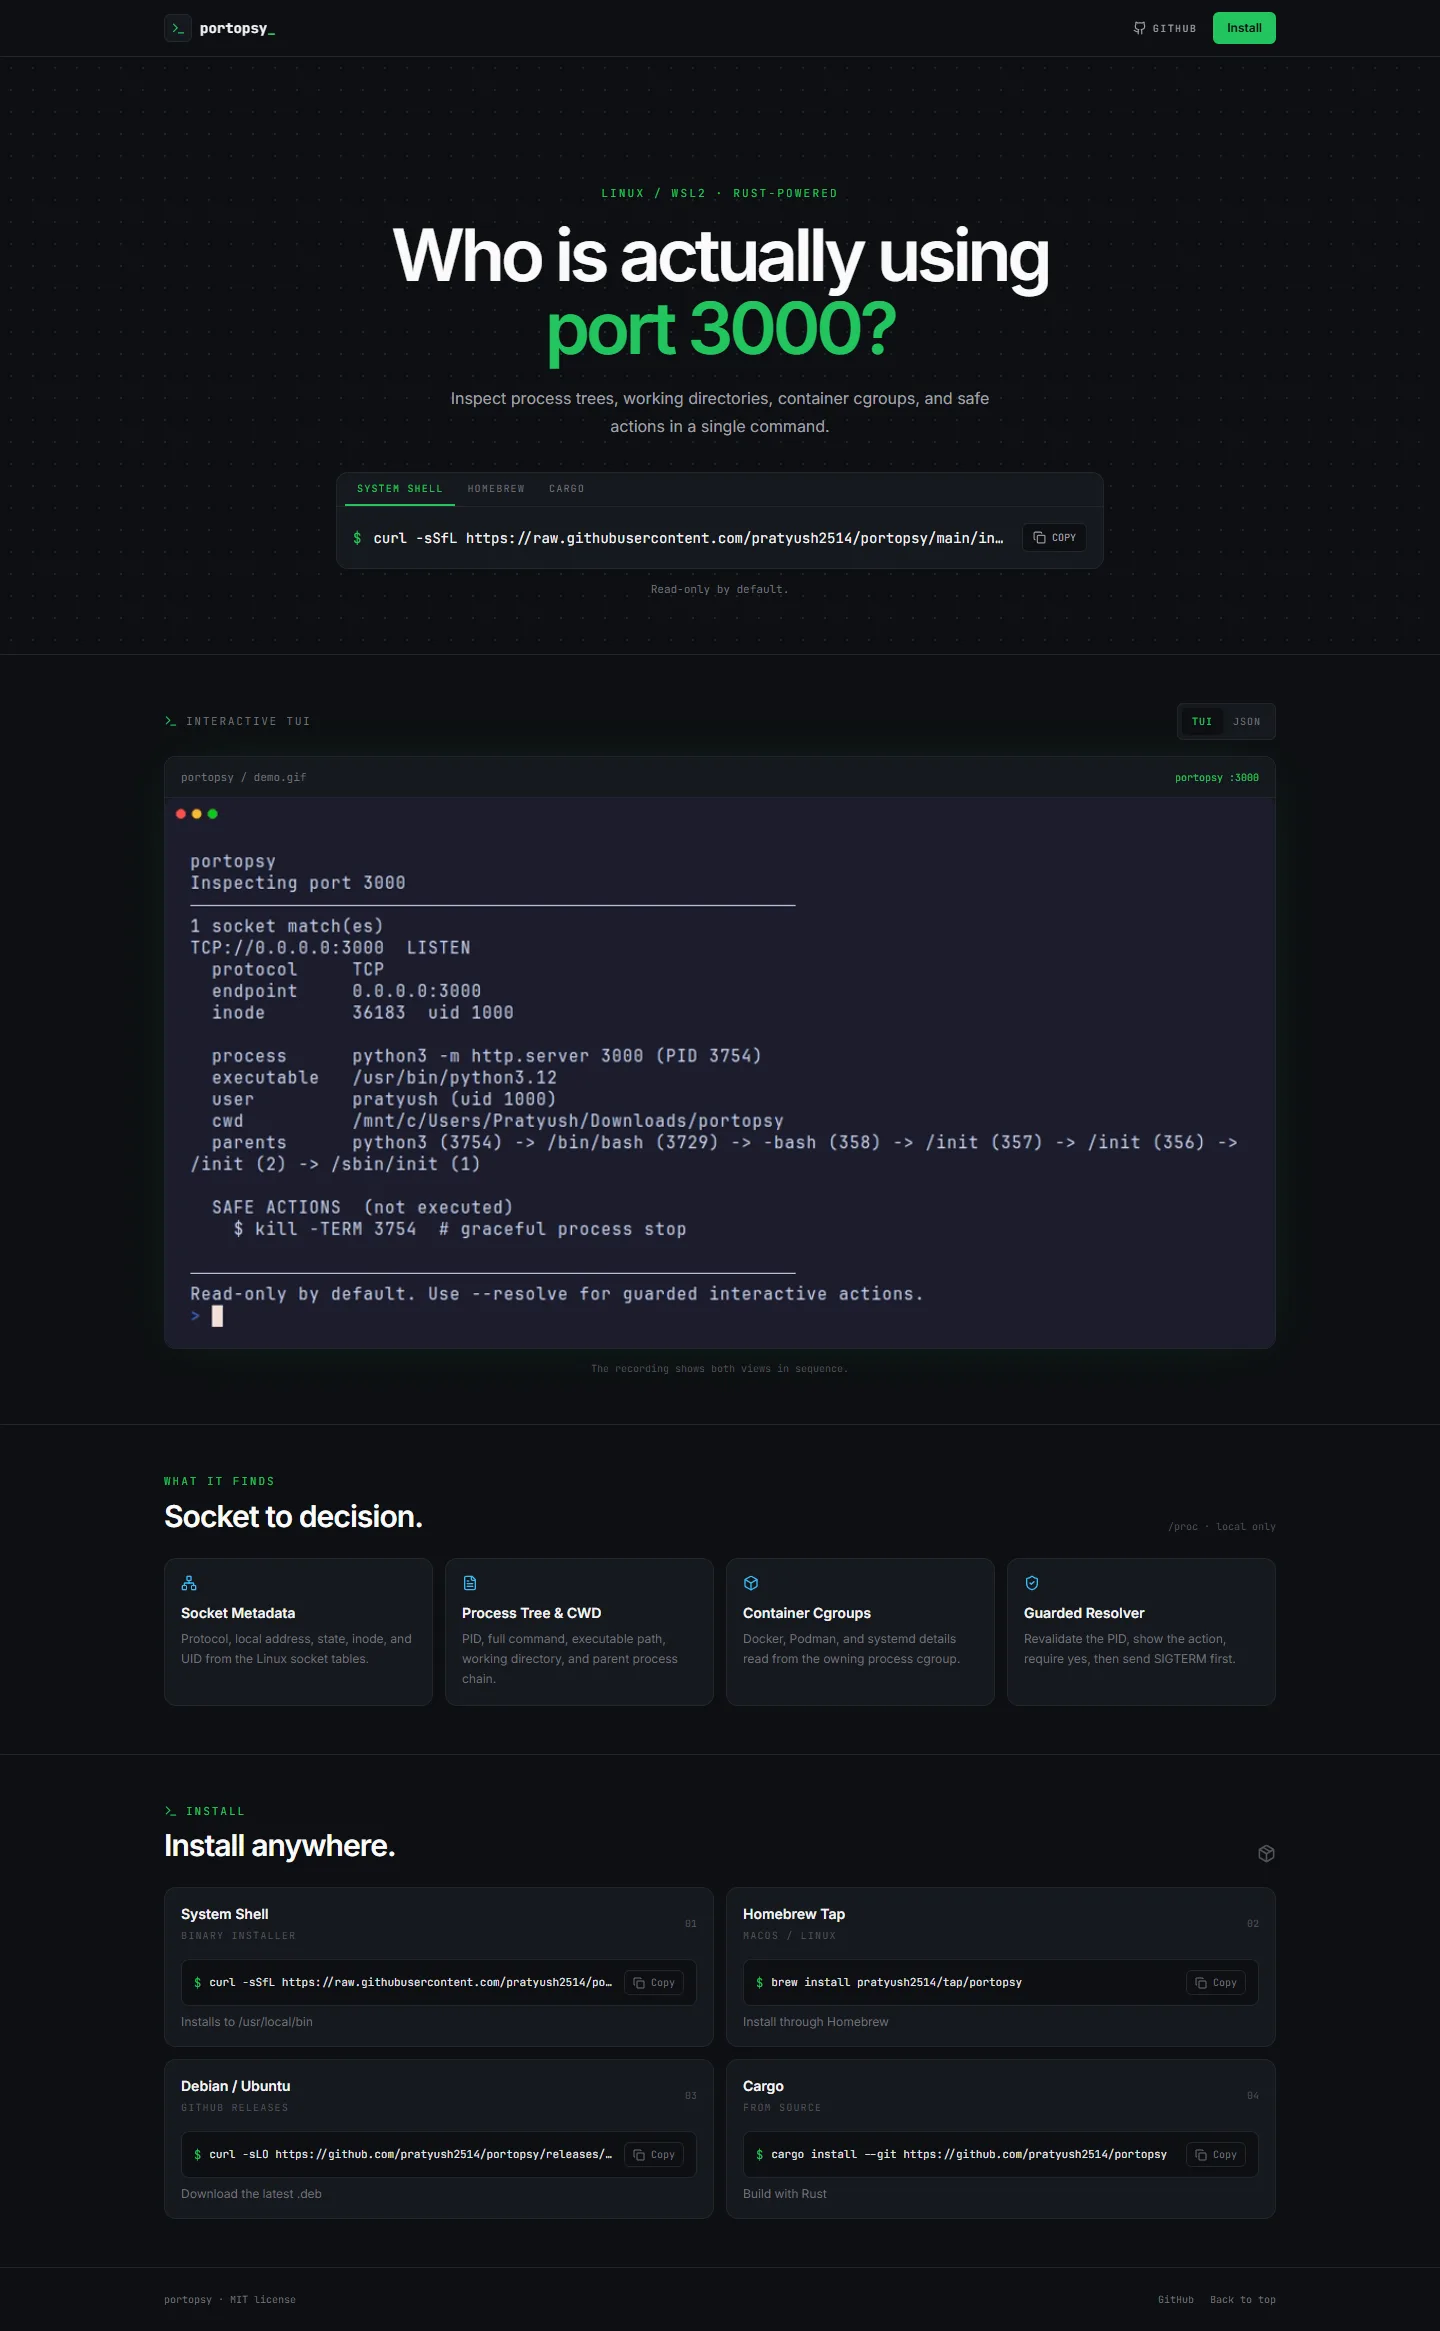 portopsy_
GITHUB
Install
LINUX / WSL2 · RUST-POWERED
Who is actually using
port 3000?
Inspect process trees, working directories, container cgroups, and safe
actions in a single command.
SYSTEM SHELL
HOMEBREW
CARGO
$ curl -sSfL https://raw.githubusercontent.com/pratyush2514/portopsy/main/in…
COPY
Read-only by default.
INTERACTIVE TUI
TUI
JSON
portopsy / demo.gif
portopsy :3000
portopsy
Inspecting port 3000
1 socket match(es)
TCP://0.0.0.0:3000  LISTEN
protocol     TCP
endpoint     0.0.0.0:3000
inode        36183  uid 1000
process      python3 -m http.server 3000 (PID 3754)
executable   /usr/bin/python3.12
user         pratyush (uid 1000)
cwd          /mnt/c/Users/Pratyush/Downloads/portopsy
parents      python3 (3754) -> /bin/bash (3729) -> -bash (358) -> /init (357) -> /init (356) ->
/init (2) -> /sbin/init (1)
SAFE ACTIONS  (not executed)
$ kill -TERM 3754  # graceful process stop
Read-only by default. Use --resolve for guarded interactive actions.
>
The recording shows both views in sequence.
WHAT IT FINDS
Socket to decision.
/proc · local only
Socket Metadata
Protocol, local address, state, inode, and
UID from the Linux socket tables.
Process Tree & CWD
PID, full command, executable path,
working directory, and parent process
chain.
Container Cgroups
Docker, Podman, and systemd details
read from the owning process cgroup.
Guarded Resolver
Revalidate the PID, show the action,
require yes, then send SIGTERM first.
INSTALL
Install anywhere.
System Shell
BINARY INSTALLER
01
$ curl -sSfL https://raw.githubusercontent.com/pratyush2514/po…
Copy
Installs to /usr/local/bin
Homebrew Tap
MACOS / LINUX
02
$ brew install pratyush2514/tap/portopsy
Copy
Install through Homebrew
Debian / Ubuntu
GITHUB RELEASES
03
$ curl -sLO https://github.com/pratyush2514/portopsy/releases/…
Copy
Download the latest .deb
Cargo
FROM SOURCE
04
$ cargo install --git https://github.com/pratyush2514/portopsy
Copy
Build with Rust
portopsy · MIT license
GitHub
Back to top